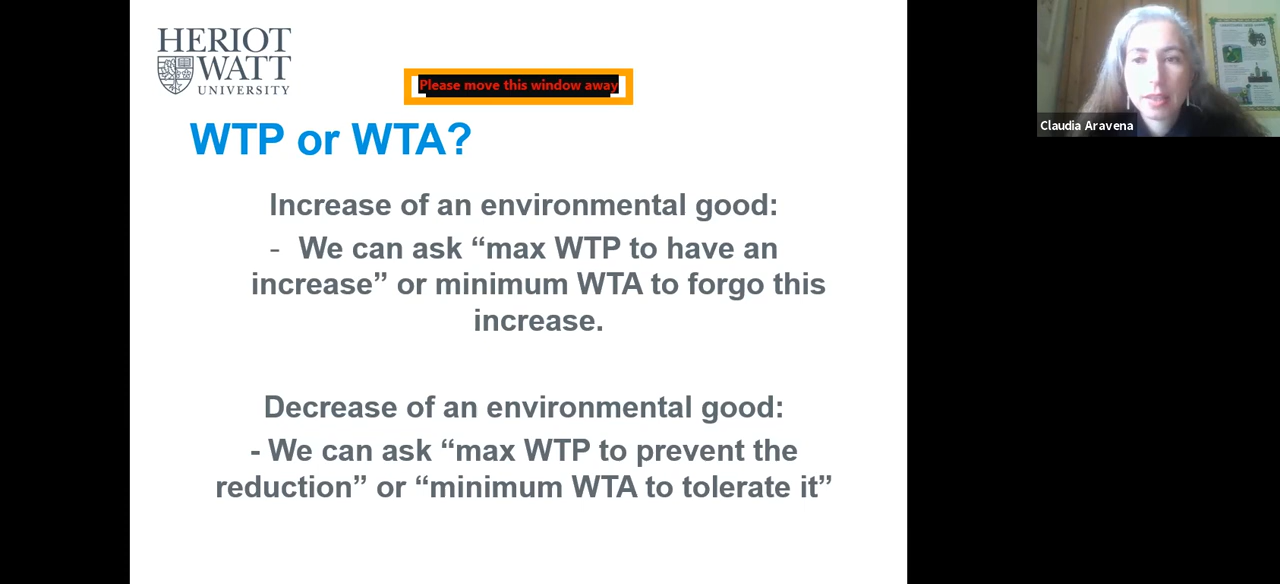 HERIOT
WATT
UNIVERSITY
Please move this window away
Claudia Aravena
WTP or WTA?
Increase of an environmental good:
- We can ask “max WTP to have an
increase” or minimum WTA to forgo this
increase.
Decrease of an environmental good:
- We can ask “max WTP to prevent the
reduction” or “minimum WTA to tolerate it”